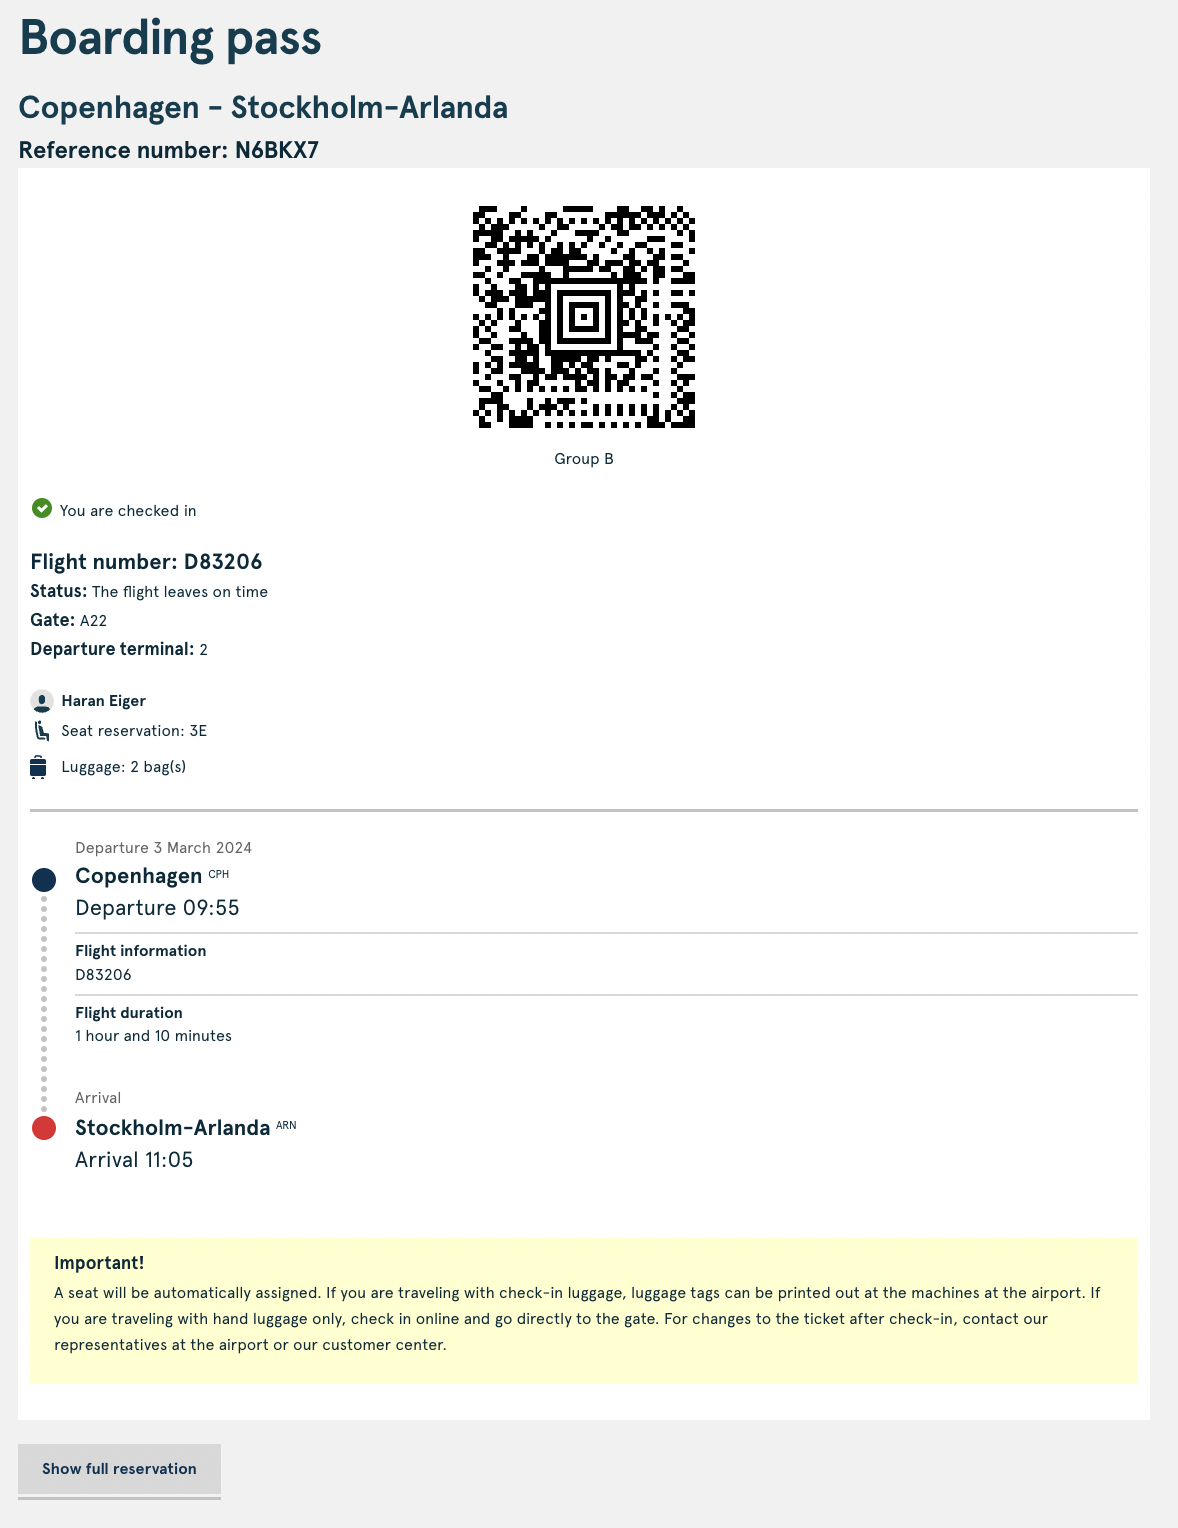 Boarding pass
Copenhagen - Stockholm-Arlanda
Reference number: N6BKX7
Group B
You are checked in
Flight number: D83206
Status: The flight leaves on time
Gate: A22
Departure terminal: 2
Haran Eiger
Seat reservation: 3E
Luggage: 2 bag(s)
Departure 3 March 2024
Copenhagen CPH
Departure 09:55
Flight information
D83206
Flight duration
1 hour and 10 minutes
Arrival
Stockholm-Arlanda ARN
Arrival 11:05
Important!
A seat will be automatically assigned. If you are traveling with check-in luggage, luggage tags can be printed out at the machines at the airport. If
you are traveling with hand luggage only, check in online and go directly to the gate. For changes to the ticket after check-in, contact our
representatives at the airport or our customer center.
Show full reservation